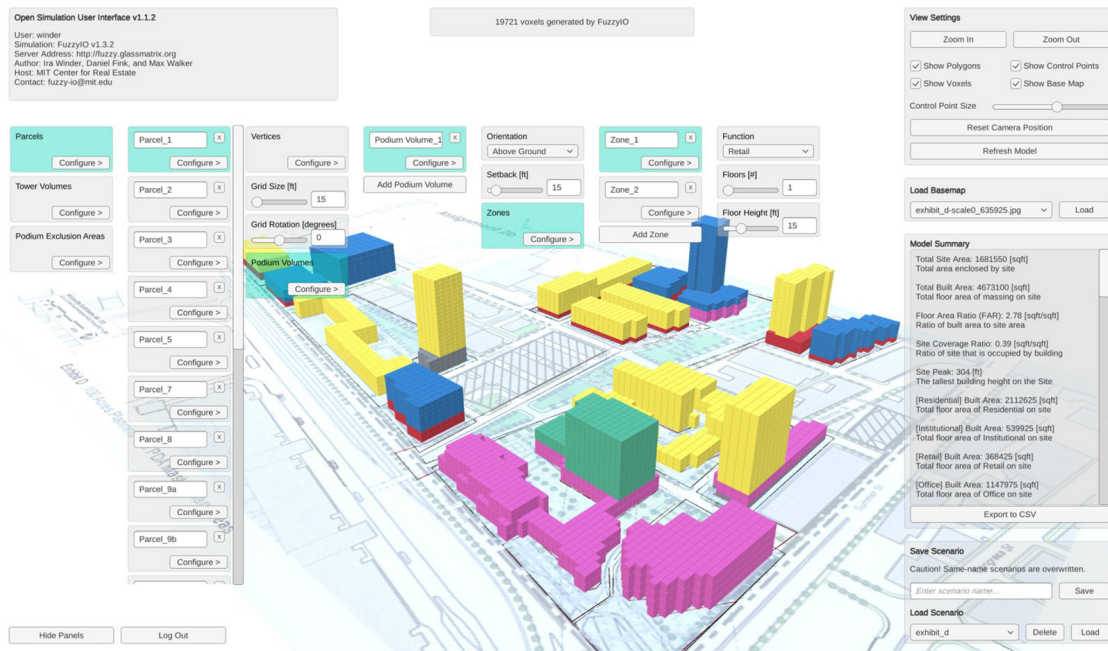 Open Simulation User Interface v1.1.2
User: winder
Simulation: FuzzyIO v1.3.2
Server Address: http://fuzzy.glassmatrix.org
Author: Ira Winder, Daniel Fink, and Max Walker
Host: MIT Center for Real Estate
Contact: fuzzy-io@mit.edu
19721 voxels generated by FuzzyIO
Parcels
Configure >
Tower Volumes
Configure >
Podium Exclusion Areas
Configure >
Parcel_1
X
Configure >
Parcel_2
X
Configure >
Parcel_3
X
Configure >
Parcel_4
X
Configure >
Parcel_5
X
Configure >
Parcel_7
X
Configure >
Parcel_8
X
Configure >
Parcel_9a
X
Configure >
Parcel_9b
X
Configure >
Vertices
Configure >
Grid Size [ft]
15
Grid Rotation [degrees]
0
Podium Volumes
Configure >
Podium Volume_1
X
Configure >
Add Podium Volume
Orientation
Above Ground
Setback [ft]
15
Zones
Configure >
Zone_1
X
Configure >
Zone_2
X
Configure >
Add Zone
Function
Retail
Floors [#]
1
Floor Height [ft]
15
Hide Panels
Log Out
View Settings
Zoom In
Zoom Out
Show Polygons
Show Control Points
Show Voxels
Show Base Map
Control Point Size
Reset Camera Position
Refresh Model
Load Basemap
exhibit_d-scale0_635925.jpg
Load
Model Summary
Total Site Area: 1681550 [sqft]
Total area enclosed by site
Total Built Area: 4673100 [sqft]
Total floor area of massing on site
Floor Area Ratio (FAR): 2.78 [sqft/sqft]
Ratio of built area to site area
Site Coverage Ratio: 0.39 [sqft/sqft]
Ratio of site that is occupied by building
Site Peak: 304 [ft]
The tallest building height on the Site
[Residential] Built Area: 2112625 [sqft]
Total floor area of Residential on site
[Institutional] Built Area: 539925 [sqft]
Total floor area of Institutional on site
[Retail] Built Area: 368425 [sqft]
Total floor area of Retail on site
[Office] Built Area: 1147975 [sqft]
Total floor area of Office on site
Export to CSV
Save Scenario
Caution! Same-name scenarios are overwritten.
Enter scenario name...
Save
Load Scenario
exhibit_d
Delete
Load